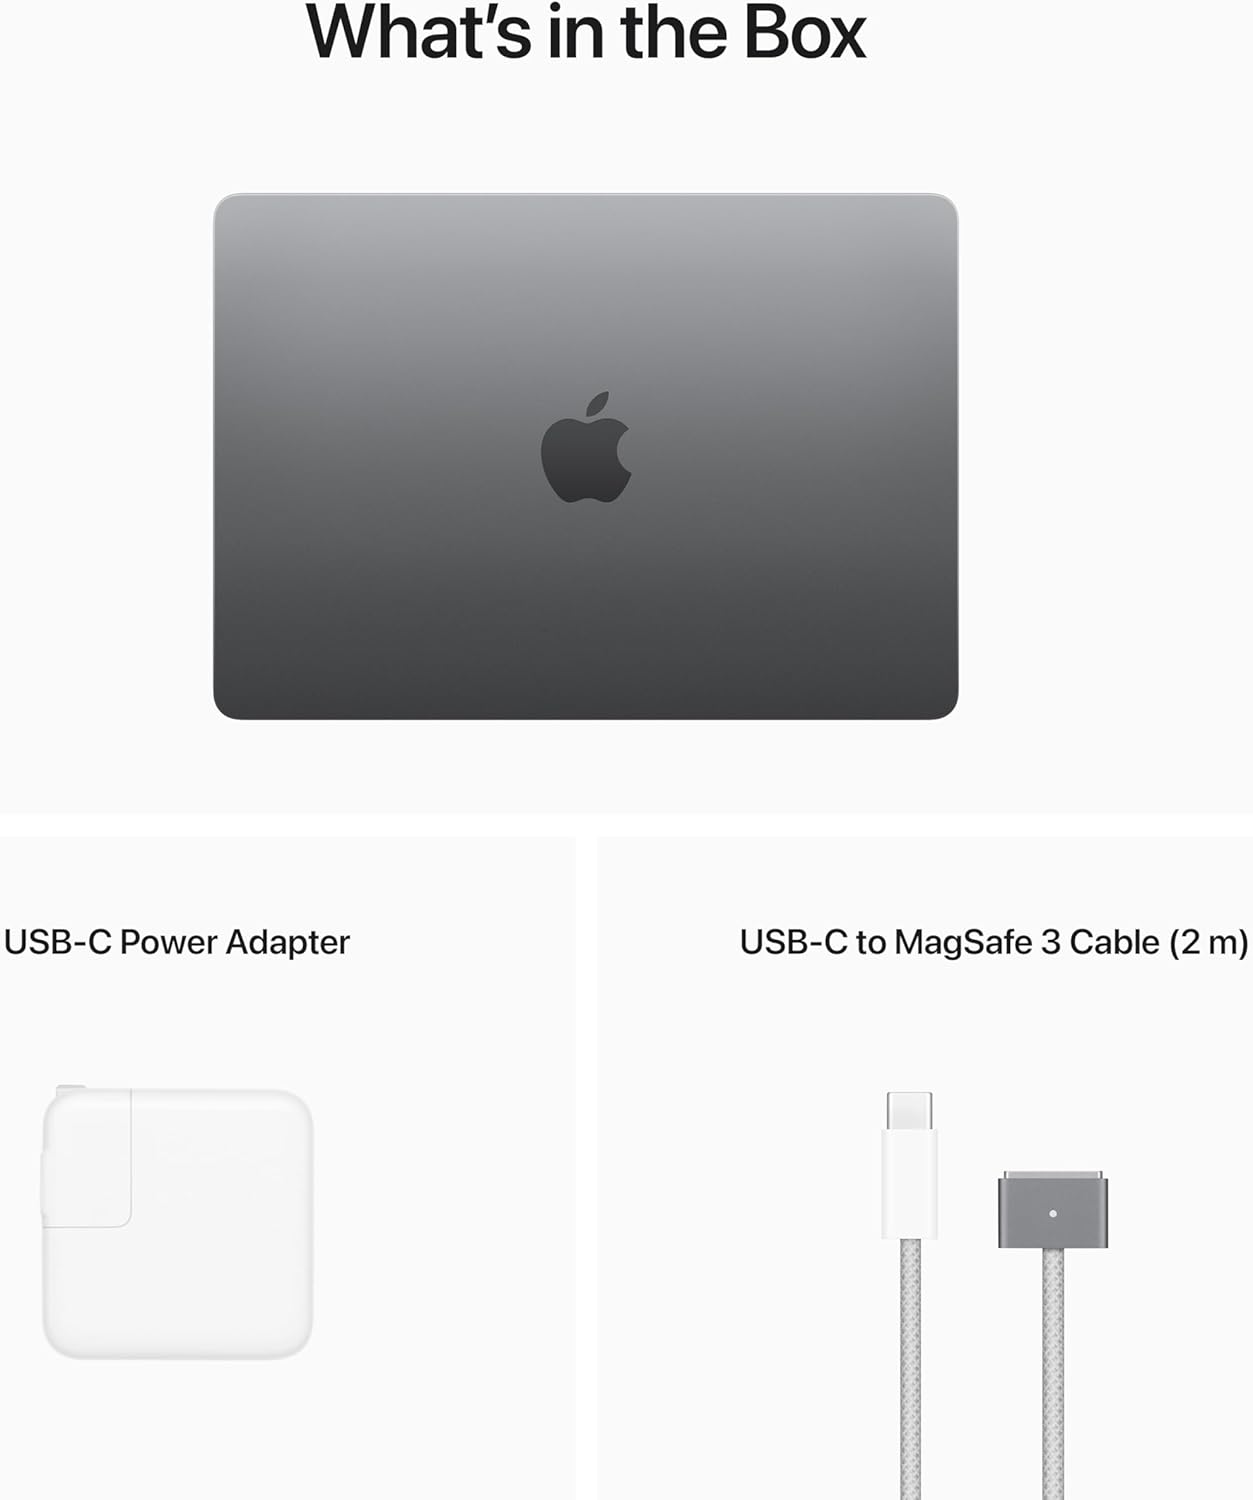 What's in the Box
USB-C Power Adapter
USB-C to MagSafe 3 Cable (2 m)